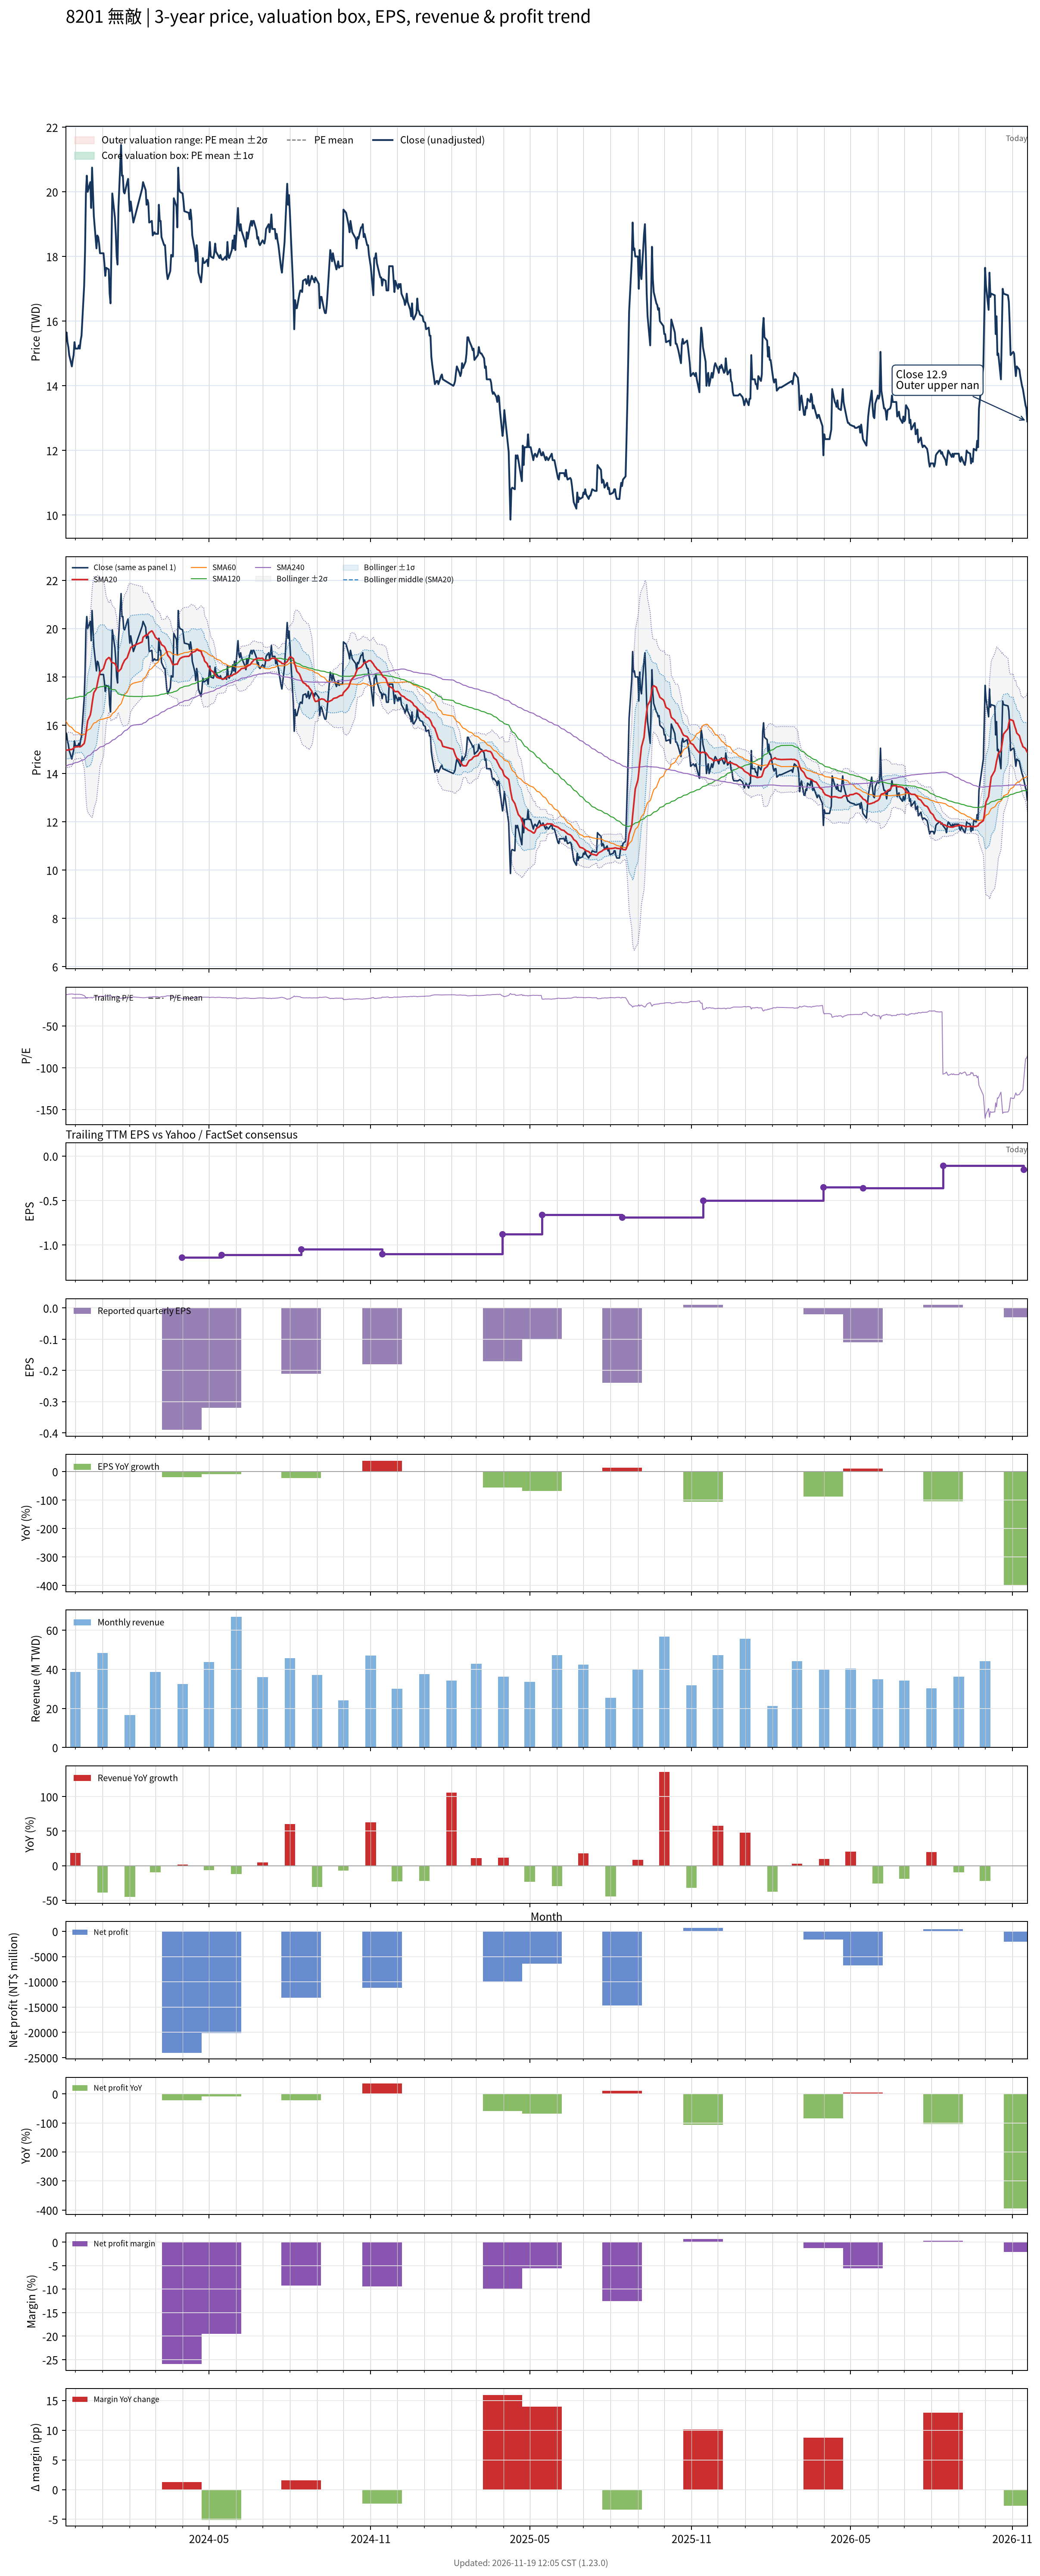 8201 無敵 | 3-year price, valuation box, EPS, revenue & profit trend
Outer valuation range: PE mean ±2σ
PE mean
Close (unadjusted)
Core valuation box: PE mean ±1σ
Today
22
20
18
16
14
12
10
Price (TWD)
Close 12.9
Outer upper nan
Close (same as panel 1)
SMA20
SMA60
SMA120
SMA240
Bollinger ±2σ
Bollinger ±1σ
Bollinger middle (SMA20)
22
20
18
16
14
12
10
8
6
Price
Trailing P/E
P/E mean
-50
-100
-150
P/E
Trailing TTM EPS vs Yahoo / FactSet consensus
Today
0.0
-0.5
-1.0
EPS
Reported quarterly EPS
0.0
-0.1
-0.2
-0.3
-0.4
EPS
EPS YoY growth
0
-100
-200
-300
-400
YoY (%)
Monthly revenue
60
40
20
0
Revenue (M TWD)
Revenue YoY growth
100
50
0
-50
YoY (%)
Month
Net profit
0
-5000
-10000
-15000
-20000
-25000
Net profit (NT$ million)
Net profit YoY
0
-100
-200
-300
-400
YoY (%)
Net profit margin
0
-5
-10
-15
-20
-25
Margin (%)
Margin YoY change
15
10
5
0
-5
Δ margin (pp)
2024-05
2024-11
2025-05
2025-11
2026-05
2026-11
Updated: 2026-11-19 12:05 CST (1.23.0)